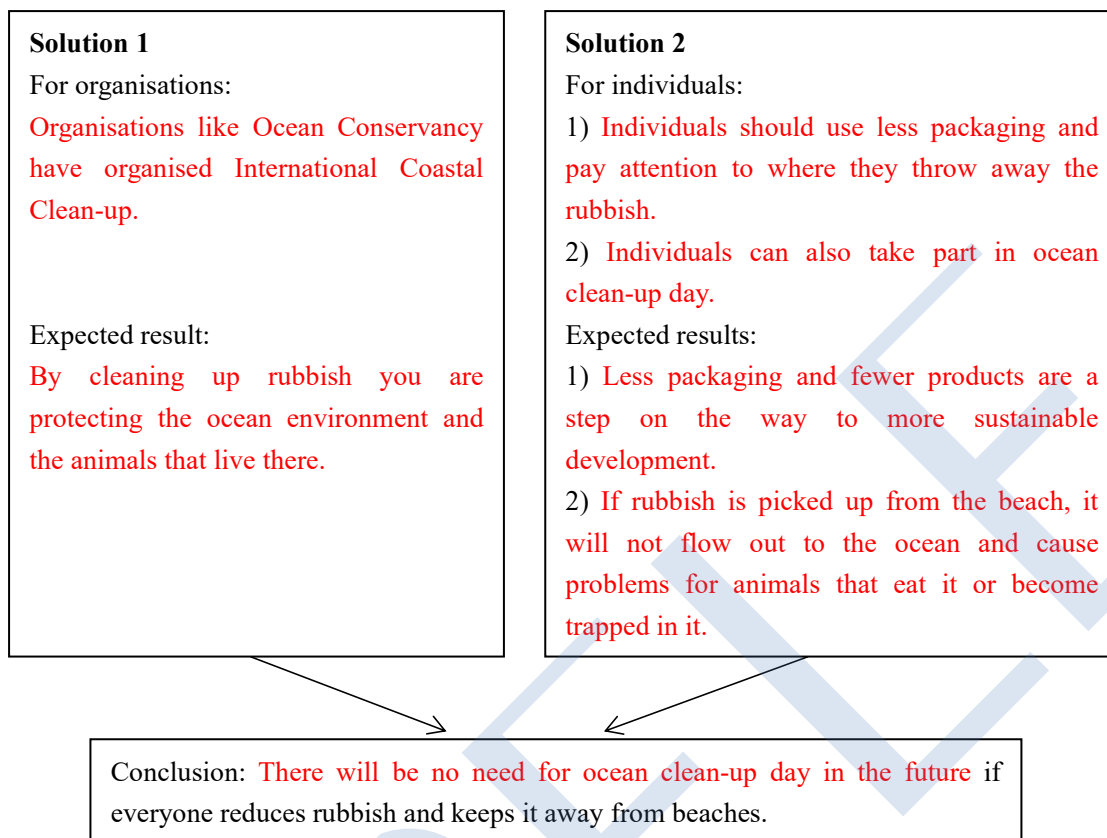 Solution 1
For organisations:
Organisations like Ocean Conservancy
have organised International Coastal
Clean-up.
Expected result:
By cleaning up rubbish you are
protecting the ocean environment and
the animals that live there.
Solution 2
For individuals:
1) Individuals should use less packaging and
pay attention to where they throw away the
rubbish.
2) Individuals can also take part in ocean
clean-up day.
Expected results:
1) Less packaging and fewer products are a
step on the way to more sustainable
development.
2) If rubbish is picked up from the beach, it
will not flow out to the ocean and cause
problems for animals that eat it or become
trapped in it.
Conclusion: There will be no need for ocean clean-up day in the future if
everyone reduces rubbish and keeps it away from beaches.